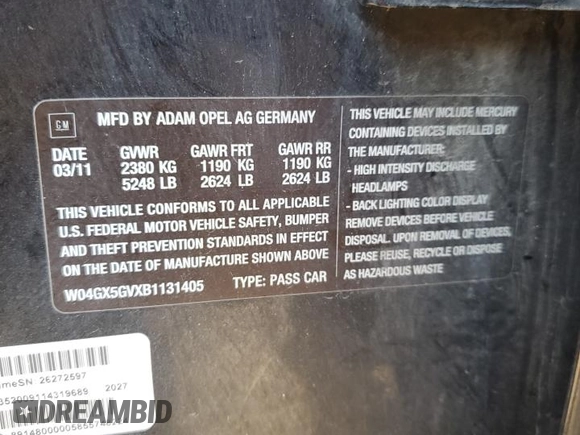 GM
MFD BY ADAM OPEL AG GERMANY
DATE GVWR GAWR FRT GAWR RR
03/11 2380 KG 1190 KG 1190 KG
5248 LB 2624 LB 2624 LB
THIS VEHICLE CONFORMS TO ALL APPLICABLE
U.S. FEDERAL MOTOR VEHICLE SAFETY, BUMPER
AND THEFT PREVENTION STANDARDS IN EFFECT
ON THE DATE OF MANUFACTURE SHOWN ABOVE
W04GX5GVXB1131405 TYPE: PASS CAR
THIS VEHICLE MAY INCLUDE MERCURY
CONTAINING DEVICES INSTALLED BY
THE MANUFACTURER:
- HIGH INTENSITY DISCHARGE
HEADLAMPS
- BACK LIGHTING COLOR DISPLAY
REMOVE DEVICES BEFORE VEHICLE
DISPOSAL. UPON REMOVAL OF DEVICES,
PLEASE REUSE, RECYCLE OR DISPOSE
AS HAZAHDOUS WASTE
meSN: 26272597
352009114319689 2027
DREAMBID